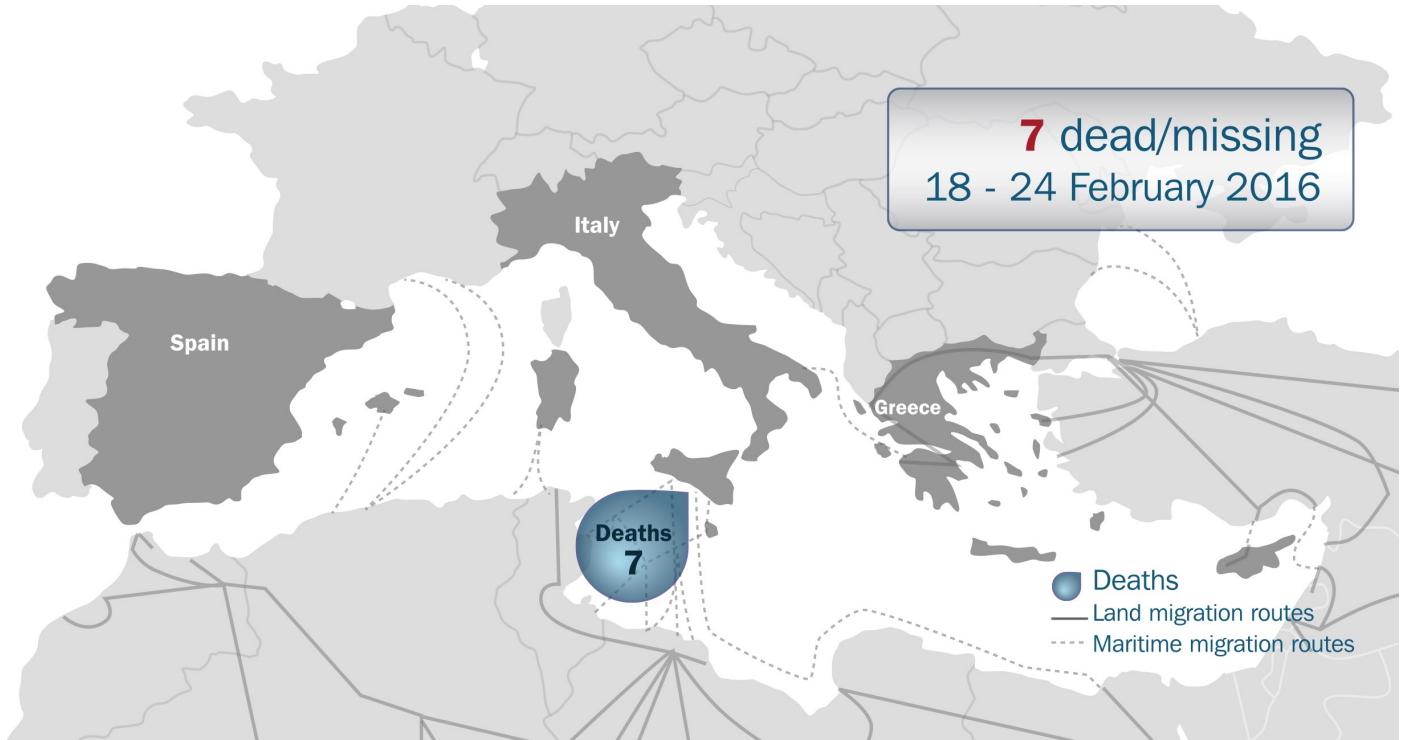 7 dead/missing
18 - 24 February 2016
Italy
Spain
Greece
Deaths
7
Deaths
Land migration routes
Maritime migration routes